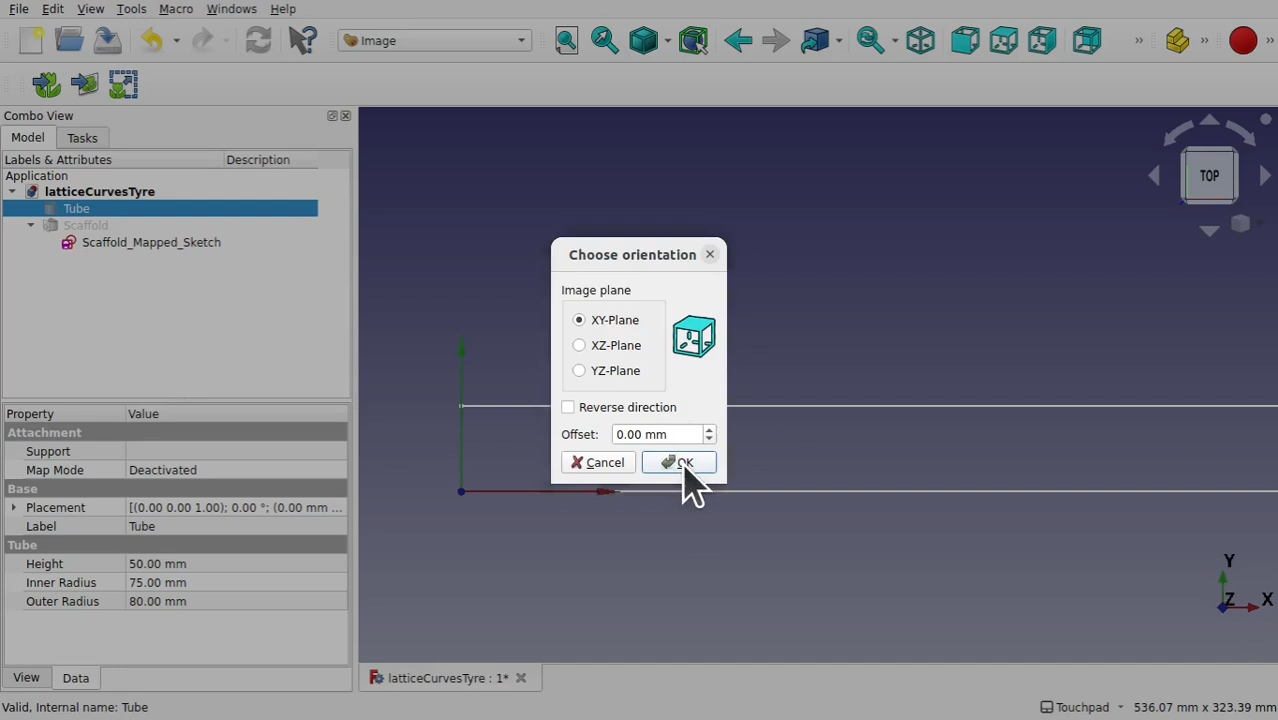 File Edit View Tools Macro Windows Help
Image
»
»
»
Combo View
Model Tasks
Labels & Attributes Description
Application
latticeCurvesTyre
Tube
Scaffold
Scaffold_Mapped_Sketch
Property Value
Attachment
Support
Map Mode Deactivated
Base
Placement [(0.00 0.00 1.00); 0.00 °; (0.00 mm ...
Label Tube
Tube
Height 50.00 mm
Inner Radius 75.00 mm
Outer Radius 80.00 mm
View Data
TOP
Choose orientation
Image plane
XY-Plane
XZ-Plane
YZ-Plane
Reverse direction
Offset: 0.00 mm
Cancel OK
Y
Z X
latticeCurvesTyre : 1*
Valid, Internal name: Tube
Touchpad 536.07 mm x 323.39 mm